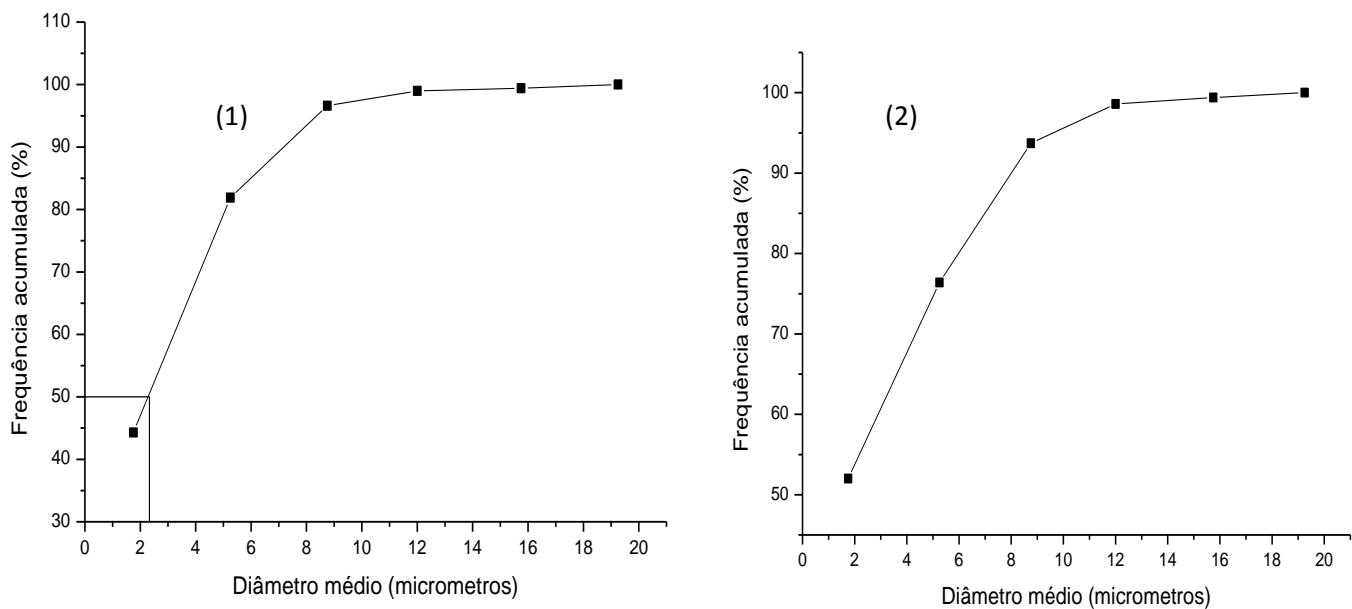 110
100
90
80
70
60
50
40
30
0 2 4 6 8 10 12 14 16 18 20
Frequência acumulada (%)
Diâmetro médio (micrometros)
(1)
100
90
80
70
60
50
0 2 4 6 8 10 12 14 16 18 20
Frequência acumulada (%)
Diâmetro médio (micrometros)
(2)